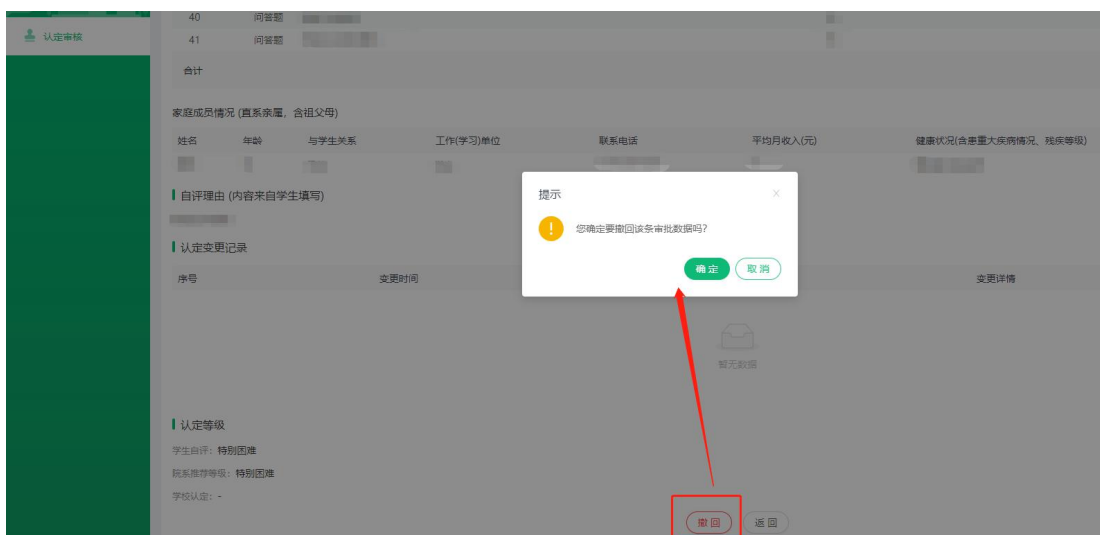 40 问答题
认定审核
41 问答题
合计
家庭成员情况 (直系亲属，含祖父母)
姓名 年龄 与学生关系 工作(学习)单位 联系电话 平均月收入(元) 健康状况(含患重大疾病情况、残疾等级)
自评理由 (内容来自学生填写)
提示
您确定要撤回该条审批数据吗?
确定 取消
认定变更记录
序号 变更时间 变更详情
暂无数据
认定等级
学生自评：特别困难
院系推荐等级：特别困难
学校认定：-
撤回 返回